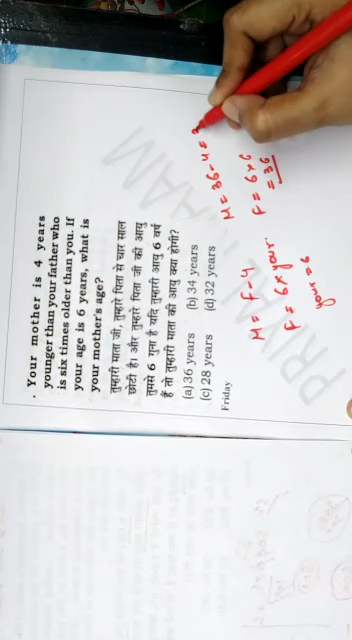 . Your mother is 4 years
younger than your father who
is six times older than you. If
your age is 6 years, what is
your mother's age?
तुम्हारी माता जी, तुम्हारे पिता से चार साल
छोटी है। और तुम्हारे पिता जी की आयु
तुमसे 6 गुना है यदि तुम्हारी आयु 6 वर्ष
है तो तुम्हारी माता की आयु क्या होगी?
(a) 36 years (b) 34 years
(c) 28 years (d) 32 years
Friday
M = F - 4
F = 6 x your.
your = 6
M = 36 - 4 = 3
F = 6 x 6
= 36
PRIYAL